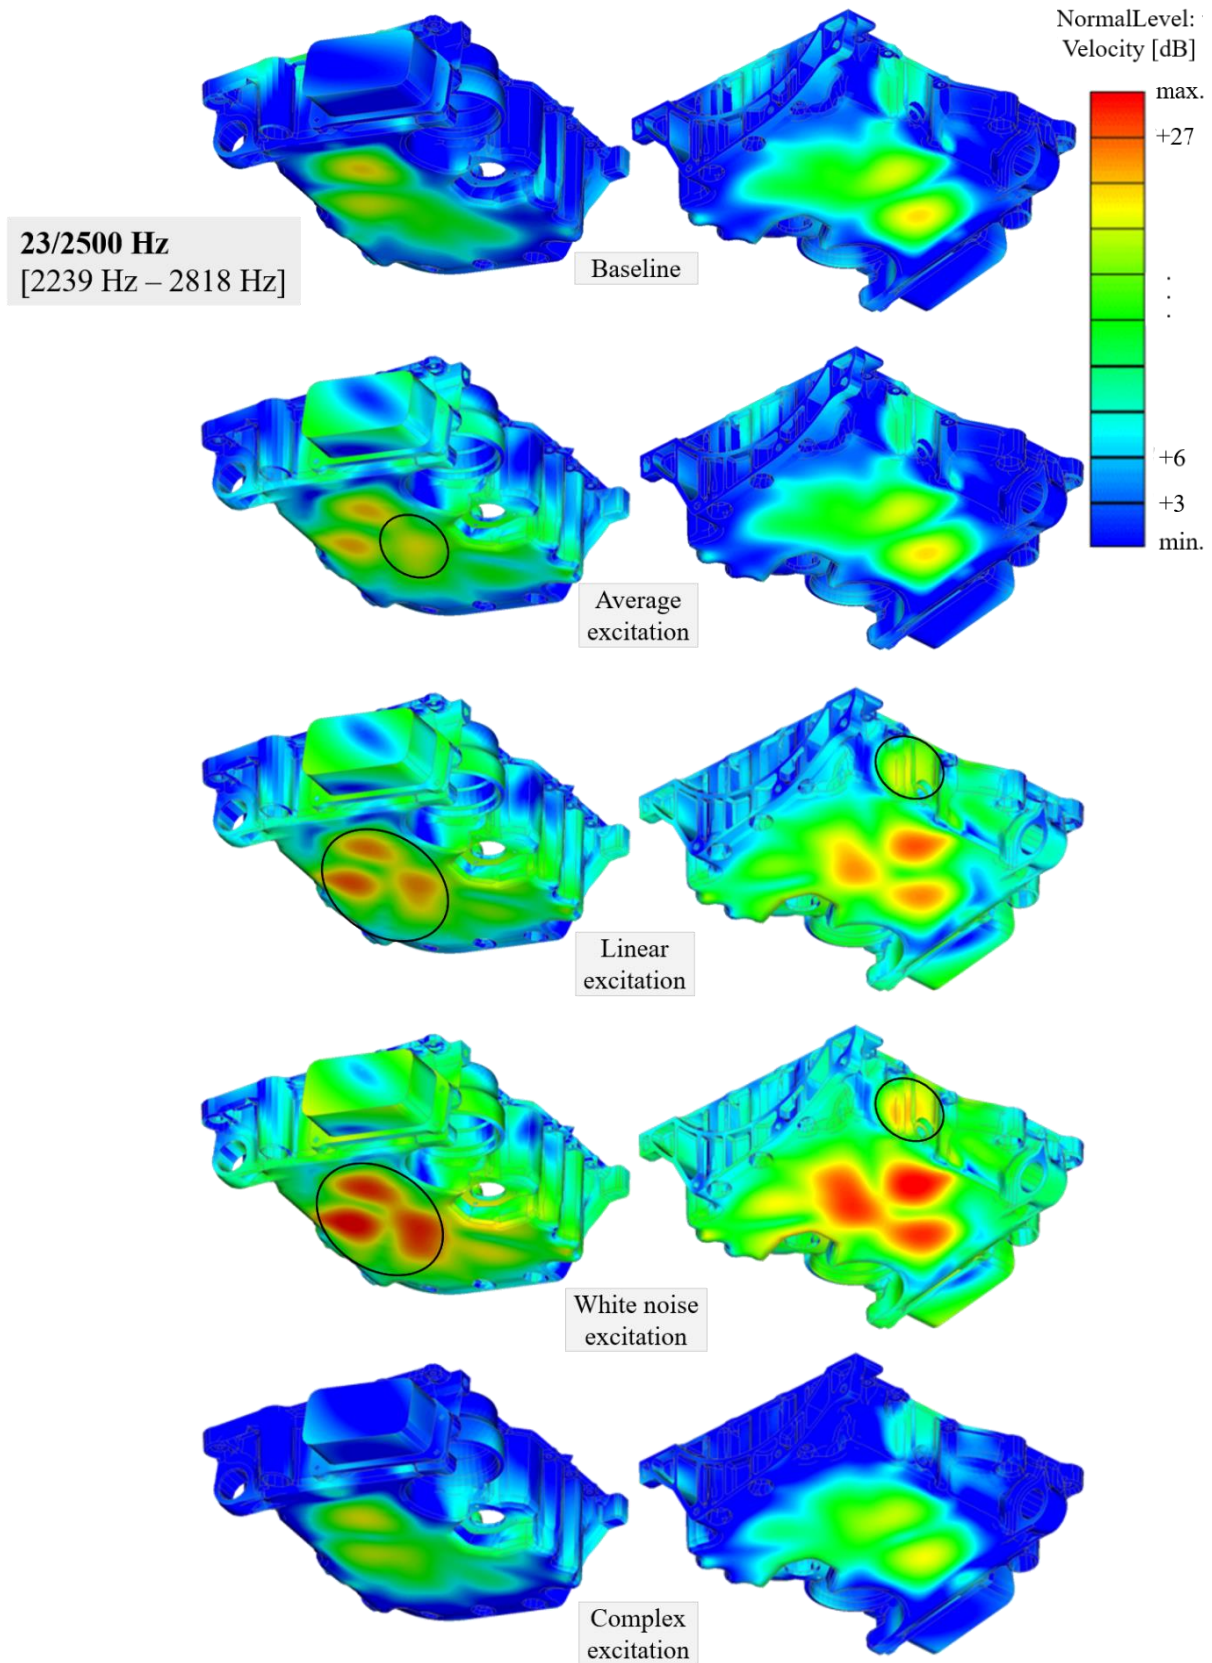 NormalLevel:
Velocity [dB]
max.
+27
23/2500 Hz
[2239 Hz – 2818 Hz]
Baseline
.
.
.
+6
+3
min.
Average
excitation
Linear
excitation
White noise
excitation
Complex
excitation